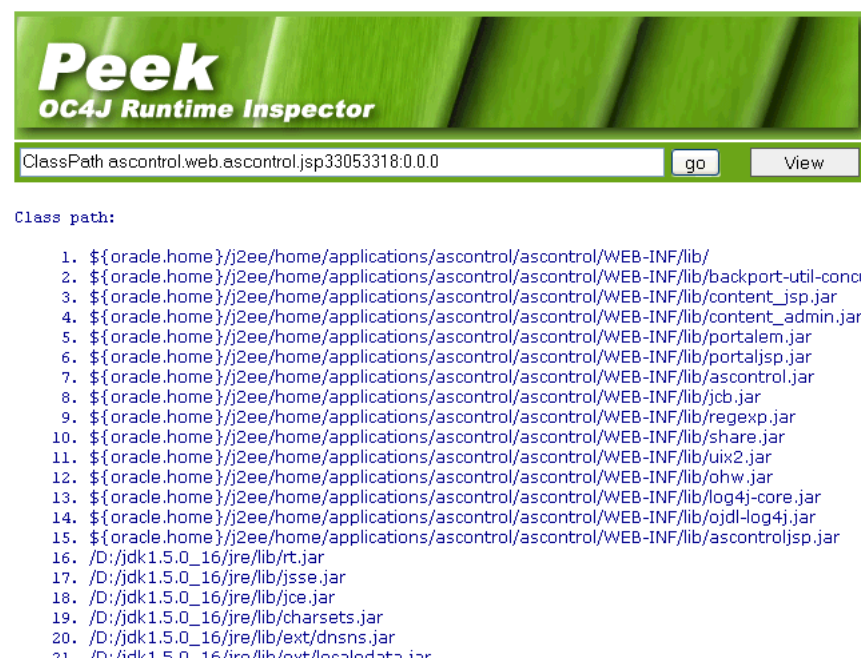 Peek
OC4J Runtime Inspector
ClassPath ascontrol.web.ascontrol.jsp33053318:0.0.0 go View
Class path:
1. ${oracle.home}/j2ee/home/applications/ascontrol/ascontrol/WEB-INF/lib/
2. ${oracle.home}/j2ee/home/applications/ascontrol/ascontrol/WEB-INF/lib/backport-util-conc
3. ${oracle.home}/j2ee/home/applications/ascontrol/ascontrol/WEB-INF/lib/content_jsp.jar
4. ${oracle.home}/j2ee/home/applications/ascontrol/ascontrol/WEB-INF/lib/content_admin.jar
5. ${oracle.home}/j2ee/home/applications/ascontrol/ascontrol/WEB-INF/lib/portalem.jar
6. ${oracle.home}/j2ee/home/applications/ascontrol/ascontrol/WEB-INF/lib/portaljsp.jar
7. ${oracle.home}/j2ee/home/applications/ascontrol/ascontrol/WEB-INF/lib/ascontrol.jar
8. ${oracle.home}/j2ee/home/applications/ascontrol/ascontrol/WEB-INF/lib/jcb.jar
9. ${oracle.home}/j2ee/home/applications/ascontrol/ascontrol/WEB-INF/lib/regexp.jar
10. ${oracle.home}/j2ee/home/applications/ascontrol/ascontrol/WEB-INF/lib/share.jar
11. ${oracle.home}/j2ee/home/applications/ascontrol/ascontrol/WEB-INF/lib/uix2.jar
12. ${oracle.home}/j2ee/home/applications/ascontrol/ascontrol/WEB-INF/lib/ohw.jar
13. ${oracle.home}/j2ee/home/applications/ascontrol/ascontrol/WEB-INF/lib/log4j-core.jar
14. ${oracle.home}/j2ee/home/applications/ascontrol/ascontrol/WEB-INF/lib/ojdl-log4j.jar
15. ${oracle.home}/j2ee/home/applications/ascontrol/ascontrol/WEB-INF/lib/ascontroljsp.jar
16. /D:/jdk1.5.0_16/jre/lib/rt.jar
17. /D:/jdk1.5.0_16/jre/lib/jsse.jar
18. /D:/jdk1.5.0_16/jre/lib/jce.jar
19. /D:/jdk1.5.0_16/jre/lib/charsets.jar
20. /D:/jdk1.5.0_16/jre/lib/ext/dnsns.jar
21. /D:/jdk1.5.0_16/jre/lib/ext/localedata.jar